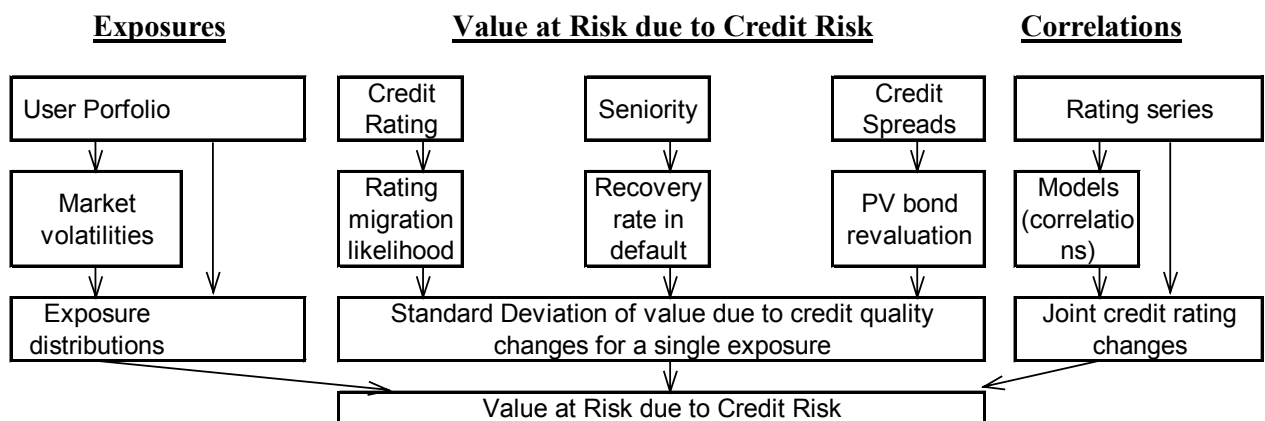 Exposures
Value at Risk due to Credit Risk
Correlations
User Porfolio
Credit
Rating
Seniority
Credit
Spreads
Rating series
Market
volatilities
Rating
migration
likelihood
Recovery
rate in
default
PV bond
revaluation
Models
(correlatio
ns)
Exposure
distributions
Standard Deviation of value due to credit quality
changes for a single exposure
Joint credit rating
changes
Value at Risk due to Credit Risk